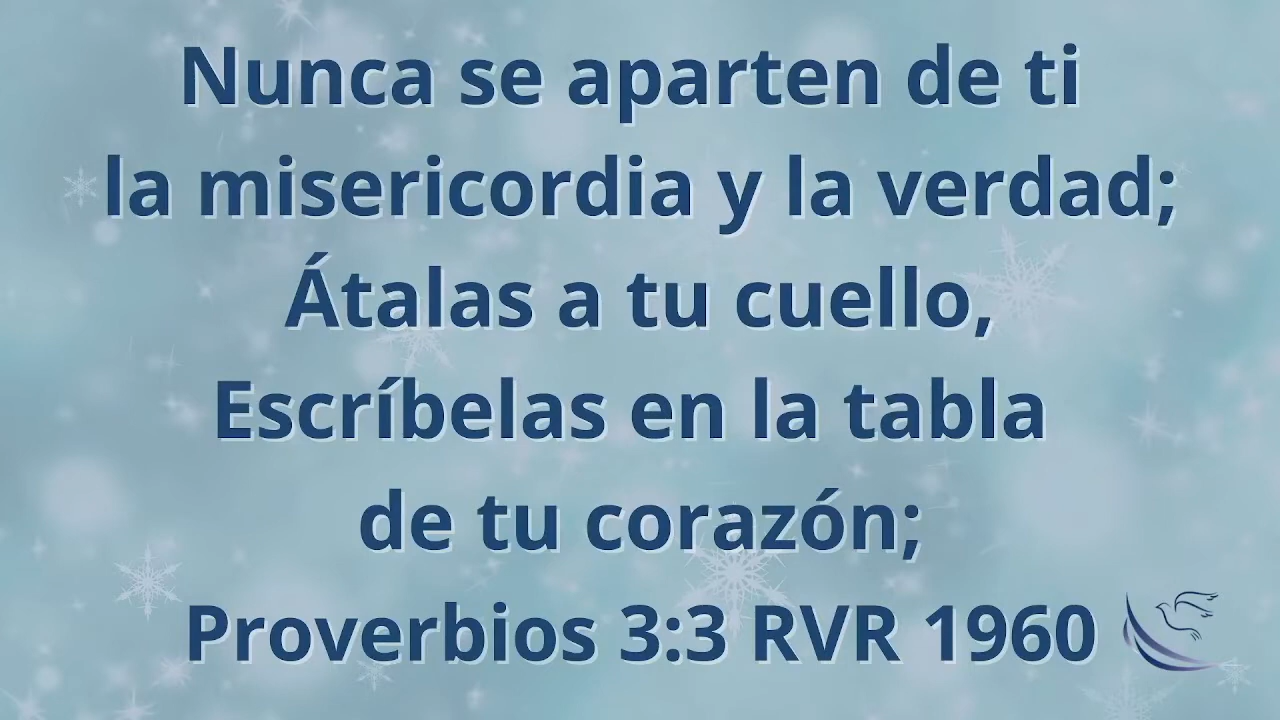 Nunca se aparten de ti
la misericordia y la verdad;
Átalas a tu cuello,
Escríbelas en la tabla
de tu corazón;
Proverbios 3:3 RVR 1960